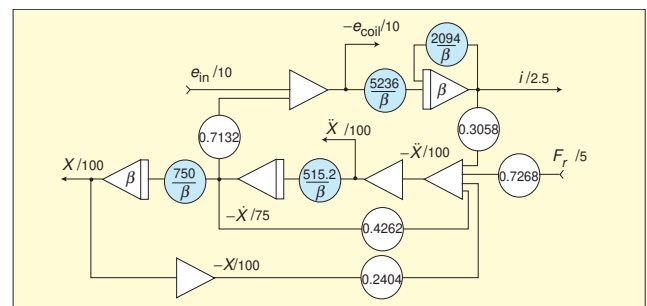 −e_coil/10
2094/β
e_in/10
5236/β
β
i/2.5
0.7132
Ẍ/100
0.3058
X/100
−Ẍ/100
F_r/5
β
750/β
515.2/β
0.7268
−Ẋ/75
0.4262
−X/100
0.2404